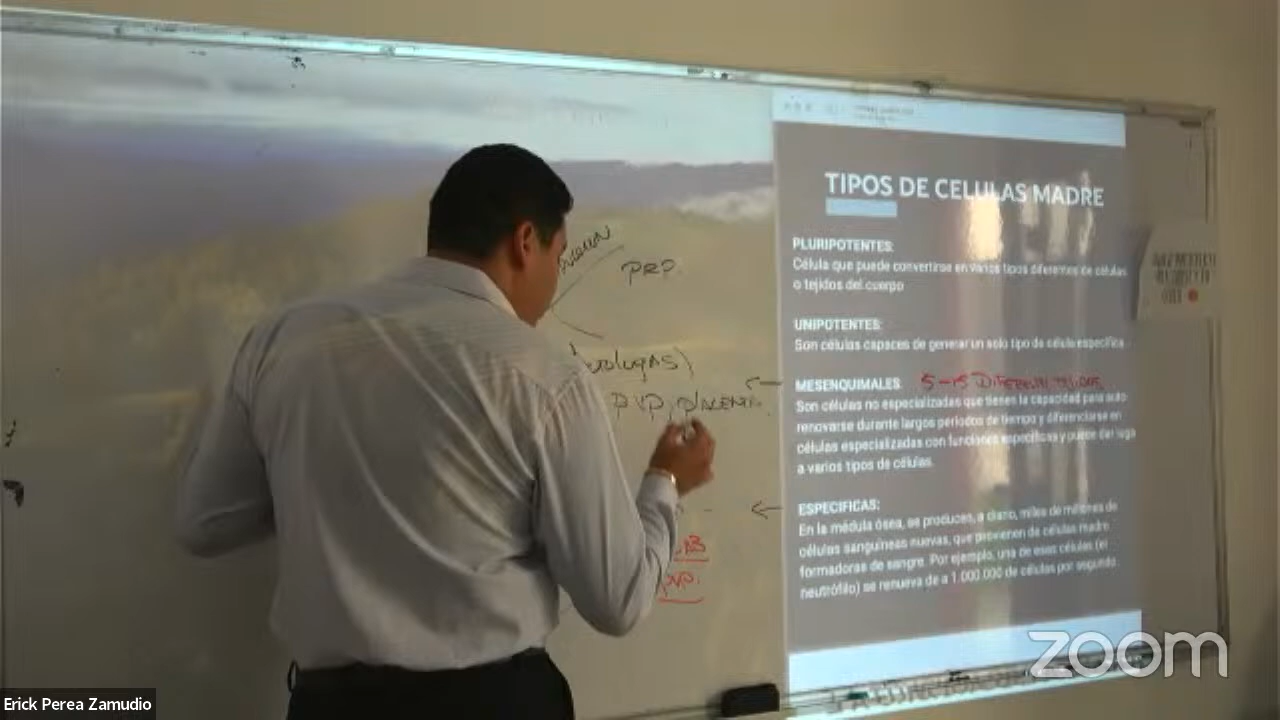 TIPOS DE CELULAS MADRE
PLURIPOTENTES:
Célula que puede convertirse en varios tipos diferentes de células
o tejidos del cuerpo
UNIPOTENTES:
Son células capaces de generar un solo tipo de célula especifica
MESENQUIMALES 5-15
Son células no especializadas que tienen la capacidad para auto
renovarse durante largos periodos de tiempo y diferenciarse en
células especializadas con funciones específicas y puede dar luga
a varios tipos de células.
ESPECIFICAS:
En la médula ósea, se producen, a diario, miles de millones de
células sanguíneas nuevas, que provienen de células madre
formadoras de sangre. Por ejemplo, una de esas células (el
neutrófilo) se renueva de a 1.000.000 de células por segundo
PRP
zoom
Erick Perea Zamudio